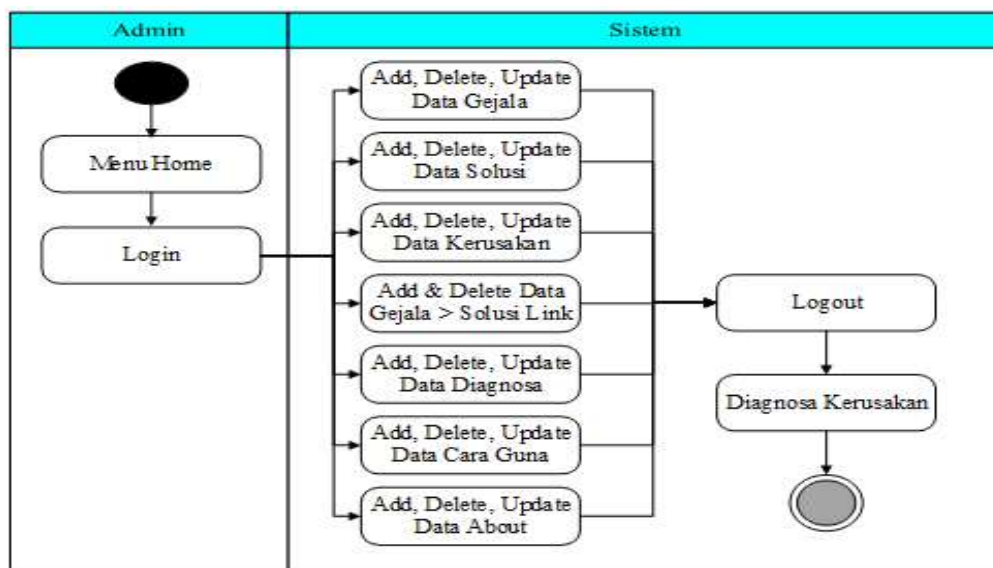 Admin
Sistem
Menu Home
Login
Add, Delete, Update
Data Gejala
Add, Delete, Update
Data Solusi
Add, Delete, Update
Data Kerusakan
Add & Delete Data
Gejala > Solusi Link
Add, Delete, Update
Data Diagnosa
Add, Delete, Update
Data Cara Guna
Add, Delete, Update
Data About
Logout
Diagnosa Kerusakan